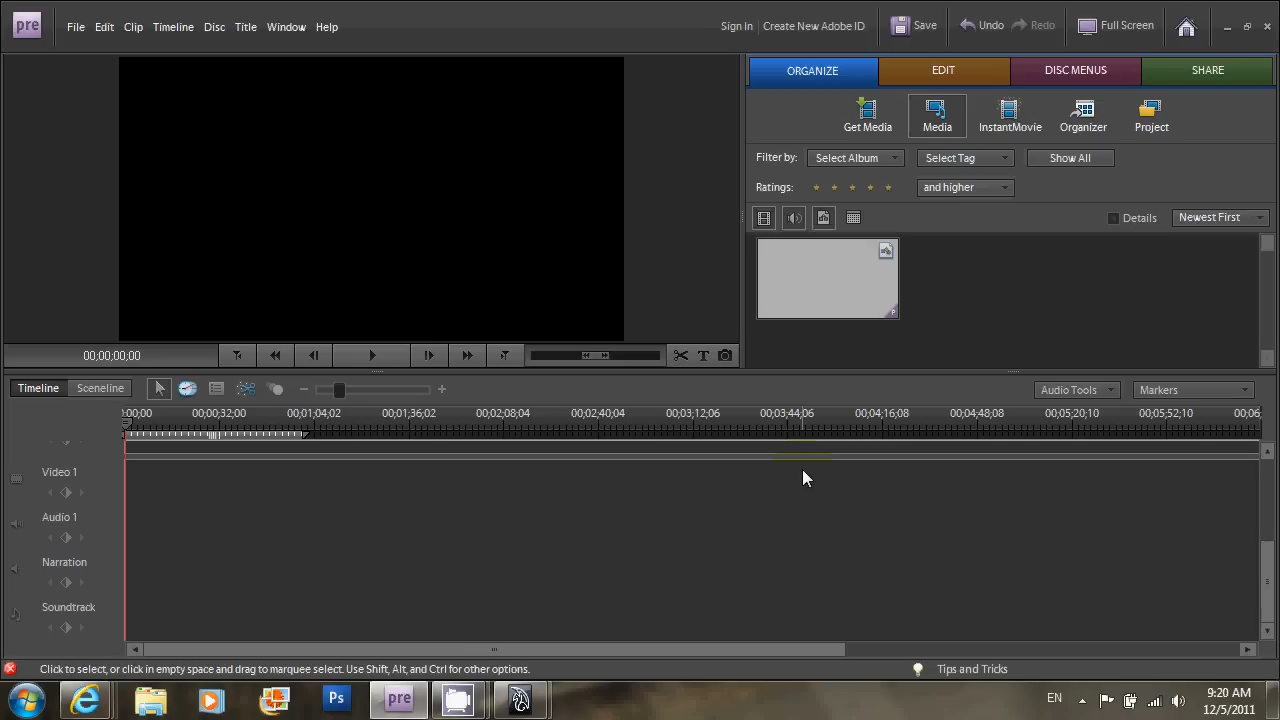 pre File Edit Clip Timeline Disc Title Window Help Sign In Create New Adobe ID Save Undo Redo Full Screen
ORGANIZE EDIT DISC MENUS SHARE
Get Media Media InstantMovie Organizer Project
Filter by: Select Album Select Tag Show All
Ratings: and higher
Details Newest First
00;00;00;00
Timeline Sceneline Audio Tools Markers
:00;00 00;00;32;00 00;01;04;02 00;01;36;02 00;02;08;04 00;02;40;04 00;03;12;06 00;03;44;06 00;04;16;08 00;04;48;08 00;05;20;10 00;05;52;10 00;06;
Video 1
Audio 1
Narration
Soundtrack
Click to select, or click in empty space and drag to marquee select. Use Shift, Alt, and Ctrl for other options. Tips and Tricks
Ps pre EN 9:20 AM
12/5/2011